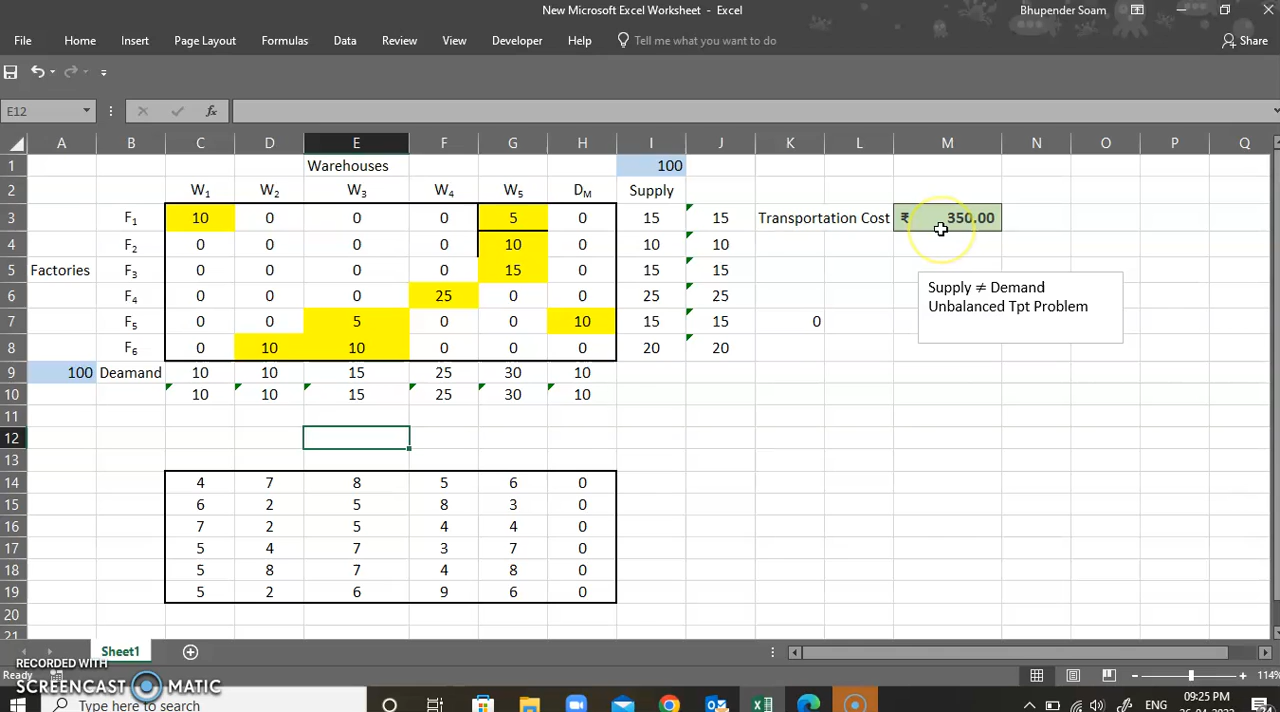 New Microsoft Excel Worksheet - Excel
Bhupender Soam
File Home Insert Page Layout Formulas Data Review View Developer Help Tell me what you want to do Share
E12 fx
A B C D E F G H I J K L M N O P Q
1 Warehouses 100
2 W1 W2 W3 W4 W5 DM Supply
3 F1 10 0 0 0 5 0 15 15 Transportation Cost ₹ 350.00
4 F2 0 0 0 0 10 0 10 10
5 Factories F3 0 0 0 0 15 0 15 15
6 F4 0 0 0 25 0 0 25 25
7 F5 0 0 5 0 0 10 15 15 0
8 F6 0 10 10 0 0 0 20 20
Supply ≠ Demand
Unbalanced Tpt Problem
9 100 Deamand 10 10 15 25 30 10
10 10 10 15 25 30 10
11
12
13
14 4 7 8 5 6 0
15 6 2 5 8 3 0
16 7 2 5 4 4 0
17 5 4 7 3 7 0
18 5 8 7 4 8 0
19 5 2 6 9 6 0
20
21
Sheet1
RECORDED WITH
SCREENCAST MATIC
Ready
114%
Type here to search
ENG
09:25 PM